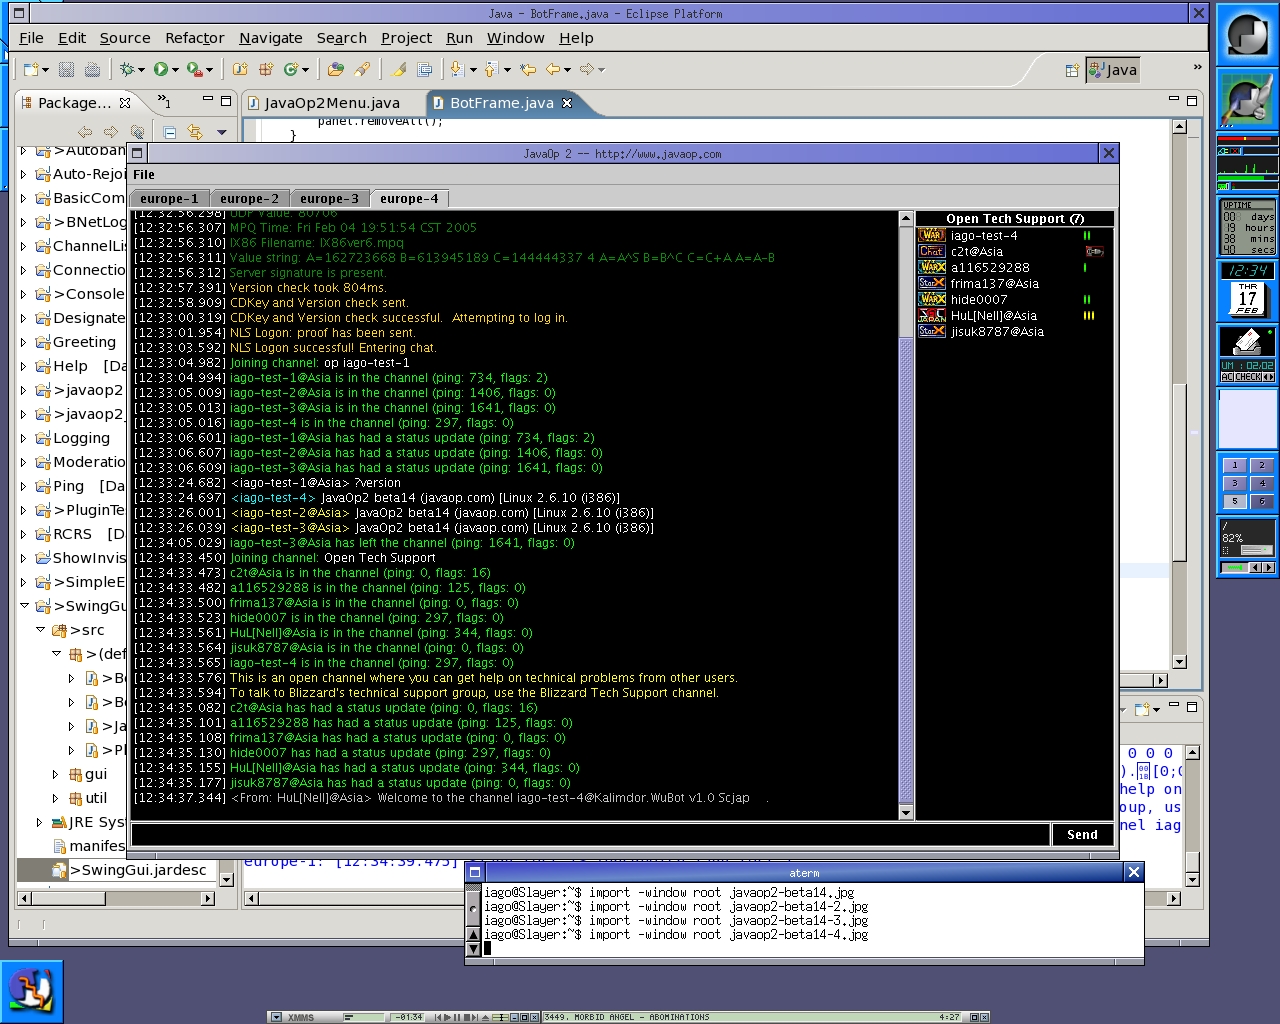 Java - BotFrame.java - Eclipse Platform
File Edit Source Refactor Navigate Search Project Run Window Help
Java
Package...
JavaOp2Menu.java
BotFrame.java
panel.removeAll();
}
>Autoban
Auto-Rejoi
BasicCom
>BNetLog
ChannelLis
Connectio
>Console
Designate
Greeting
Help [Da
>javaop2
>javaop2_
Logging
Moderatio
Ping [Da
>PluginTe
RCRS [D
ShowInvis
>SimpleE
>SwingGu
>src
>(def
>Bo
>Bo
>Ja
>Pl
gui
util
JRE Sys
manifes
>SwingGui.jardesc
JavaOp 2 -- http://www.javaop.com
File
europe-1 europe-2 europe-3 europe-4
[12:32:56.298] UDP Value: 80706
[12:32:56.307] MPQ Time: Fri Feb 04 19:51:54 CST 2005
[12:32:56.310] IX86 Filename: IX86ver6.mpq
[12:32:56.311] Value string: A=162723668 B=613945189 C=144444337 4 A=A^S B=B^C C=C+A A=A-B
[12:32:56.312] Server signature is present.
[12:32:57.391] Version check took 804ms.
[12:32:58.909] CDKey and Version check sent.
[12:33:00.319] CDKey and Version check successful. Attempting to log in.
[12:33:01.954] NLS Logon: proof has been sent.
[12:33:03.592] NLS Logon successful! Entering chat.
[12:33:04.982] Joining channel: op iago-test-1
[12:33:04.994] iago-test-1@Asia is in the channel (ping: 734, flags: 2)
[12:33:05.009] iago-test-2@Asia is in the channel (ping: 1406, flags: 0)
[12:33:05.013] iago-test-3@Asia is in the channel (ping: 1641, flags: 0)
[12:33:05.016] iago-test-4 is in the channel (ping: 297, flags: 0)
[12:33:06.601] iago-test-1@Asia has had a status update (ping: 734, flags: 2)
[12:33:06.607] iago-test-2@Asia has had a status update (ping: 1406, flags: 0)
[12:33:06.609] iago-test-3@Asia has had a status update (ping: 1641, flags: 0)
[12:33:24.682] <iago-test-1@Asia> ?version
[12:33:24.697] <iago-test-4> JavaOp2 beta14 (javaop.com) [Linux 2.6.10 (i386)]
[12:33:26.001] <iago-test-2@Asia> JavaOp2 beta14 (javaop.com) [Linux 2.6.10 (i386)]
[12:33:26.039] <iago-test-3@Asia> JavaOp2 beta14 (javaop.com) [Linux 2.6.10 (i386)]
[12:34:05.029] iago-test-3@Asia has left the channel (ping: 1641, flags: 0)
[12:34:33.450] Joining channel: Open Tech Support
[12:34:33.473] c2t@Asia is in the channel (ping: 0, flags: 16)
[12:34:33.482] a116529288 is in the channel (ping: 125, flags: 0)
[12:34:33.500] frima137@Asia is in the channel (ping: 0, flags: 0)
[12:34:33.523] hide0007 is in the channel (ping: 297, flags: 0)
[12:34:33.561] HuL[Nell]@Asia is in the channel (ping: 344, flags: 0)
[12:34:33.564] jisuk8787@Asia is in the channel (ping: 0, flags: 0)
[12:34:33.565] iago-test-4 is in the channel (ping: 297, flags: 0)
[12:34:33.576] This is an open channel where you can get help on technical problems from other users.
[12:34:33.594] To talk to Blizzard's technical support group, use the Blizzard Tech Support channel.
[12:34:35.082] c2t@Asia has had a status update (ping: 0, flags: 16)
[12:34:35.101] a116529288 has had a status update (ping: 125, flags: 0)
[12:34:35.108] frima137@Asia has had a status update (ping: 0, flags: 0)
[12:34:35.130] hide0007 has had a status update (ping: 297, flags: 0)
[12:34:35.155] HuL[Nell]@Asia has had a status update (ping: 344, flags: 0)
[12:34:35.177] jisuk8787@Asia has had a status update (ping: 0, flags: 0)
[12:34:37.344] <From: HuL[Nell]@Asia> Welcome to the channel iago-test-4@Kalimdor.WuBot v1.0 Scjap .
Open Tech Support (7)
WAR iago-test-4
Chat c2t@Asia
WarX a116529288
StarX frima137@Asia
WarX hide0007
JAPAN HuL[Nell]@Asia
StarX jisuk8787@Asia
Send
0 0 0
).[0;0
help on
oup, us
nel iag
europe-1: [12:34:39.475]
aterm
iago@Slayer:~$ import -window root javaop2-beta14.jpg
iago@Slayer:~$ import -window root javaop2-beta14-2.jpg
iago@Slayer:~$ import -window root javaop2-beta14-3.jpg
iago@Slayer:~$ import -window root javaop2-beta14-4.jpg
UPTIME
00 days
19 hours
38 mins
40 secs
12:34
THR
17
FEB
UM : 02:02
AC CHECK
1 2
3 4
5 6
/
82%
XMMS
-01:34
3449. MORBID ANGEL - ABOMINATIONS
4:27